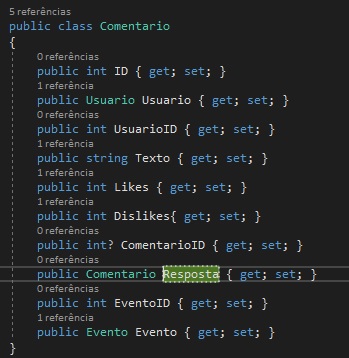 5 referências
public class Comentario
{
0 referências
public int ID { get; set; }
1 referência
public Usuario Usuario { get; set; }
0 referências
public int UsuarioID { get; set; }
1 referência
public string Texto { get; set; }
1 referência
public int Likes { get; set; }
1 referência
public int Dislikes{ get; set; }
0 referências
public int? ComentarioID { get; set; }
0 referências
public Comentario Resposta { get; set; }
0 referências
public int EventoID { get; set; }
1 referência
public Evento Evento { get; set; }
}